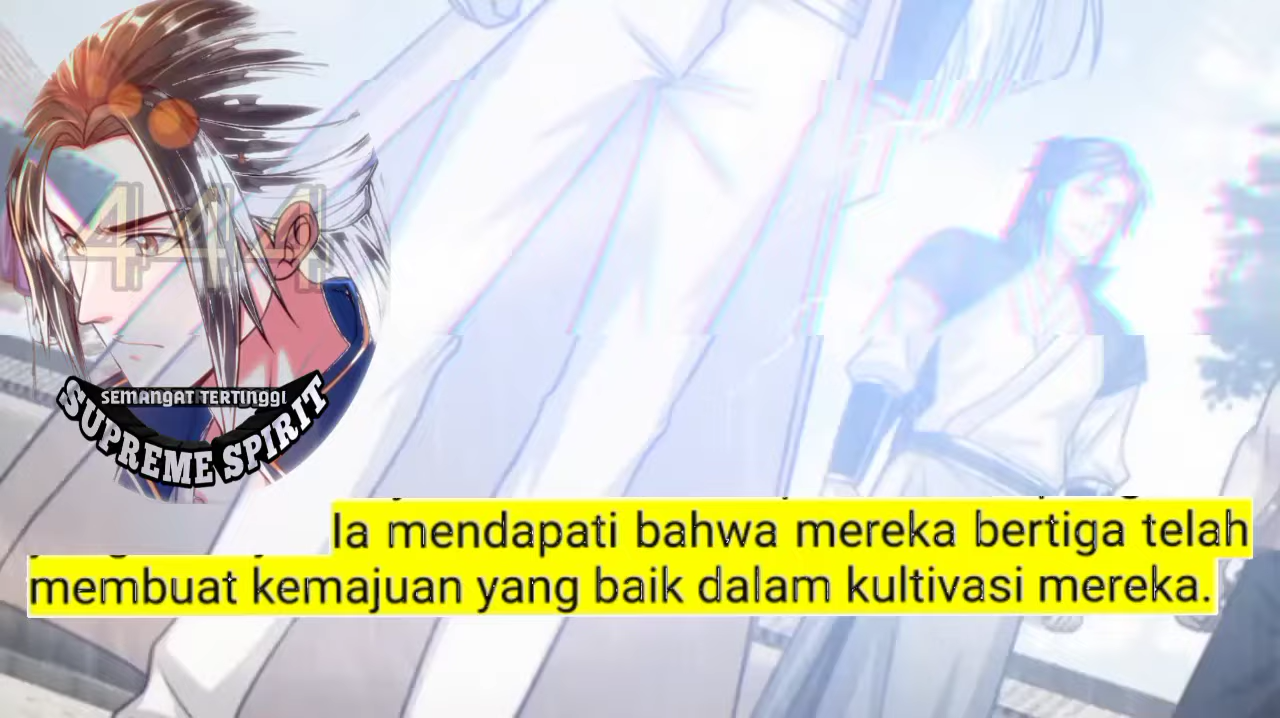 444
SEMANGAT TERTINGGI
SUPREME SPIRIT
Ia mendapati bahwa mereka bertiga telah
membuat kemajuan yang baik dalam kultivasi mereka.